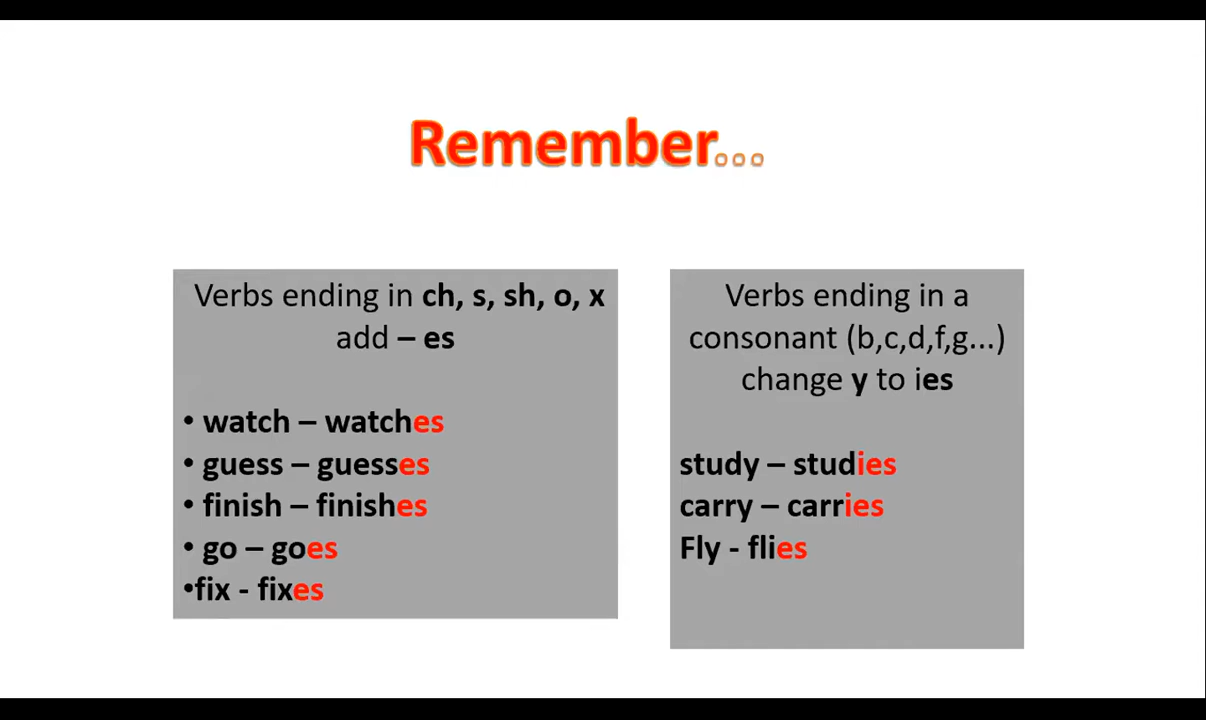 Remember...
Verbs ending in ch, s, sh, o, x
add – es
• watch – watches
• guess – guesses
• finish – finishes
• go – goes
•fix - fixes
Verbs ending in a
consonant (b,c,d,f,g...)
change y to ies
study – studies
carry – carries
Fly - flies